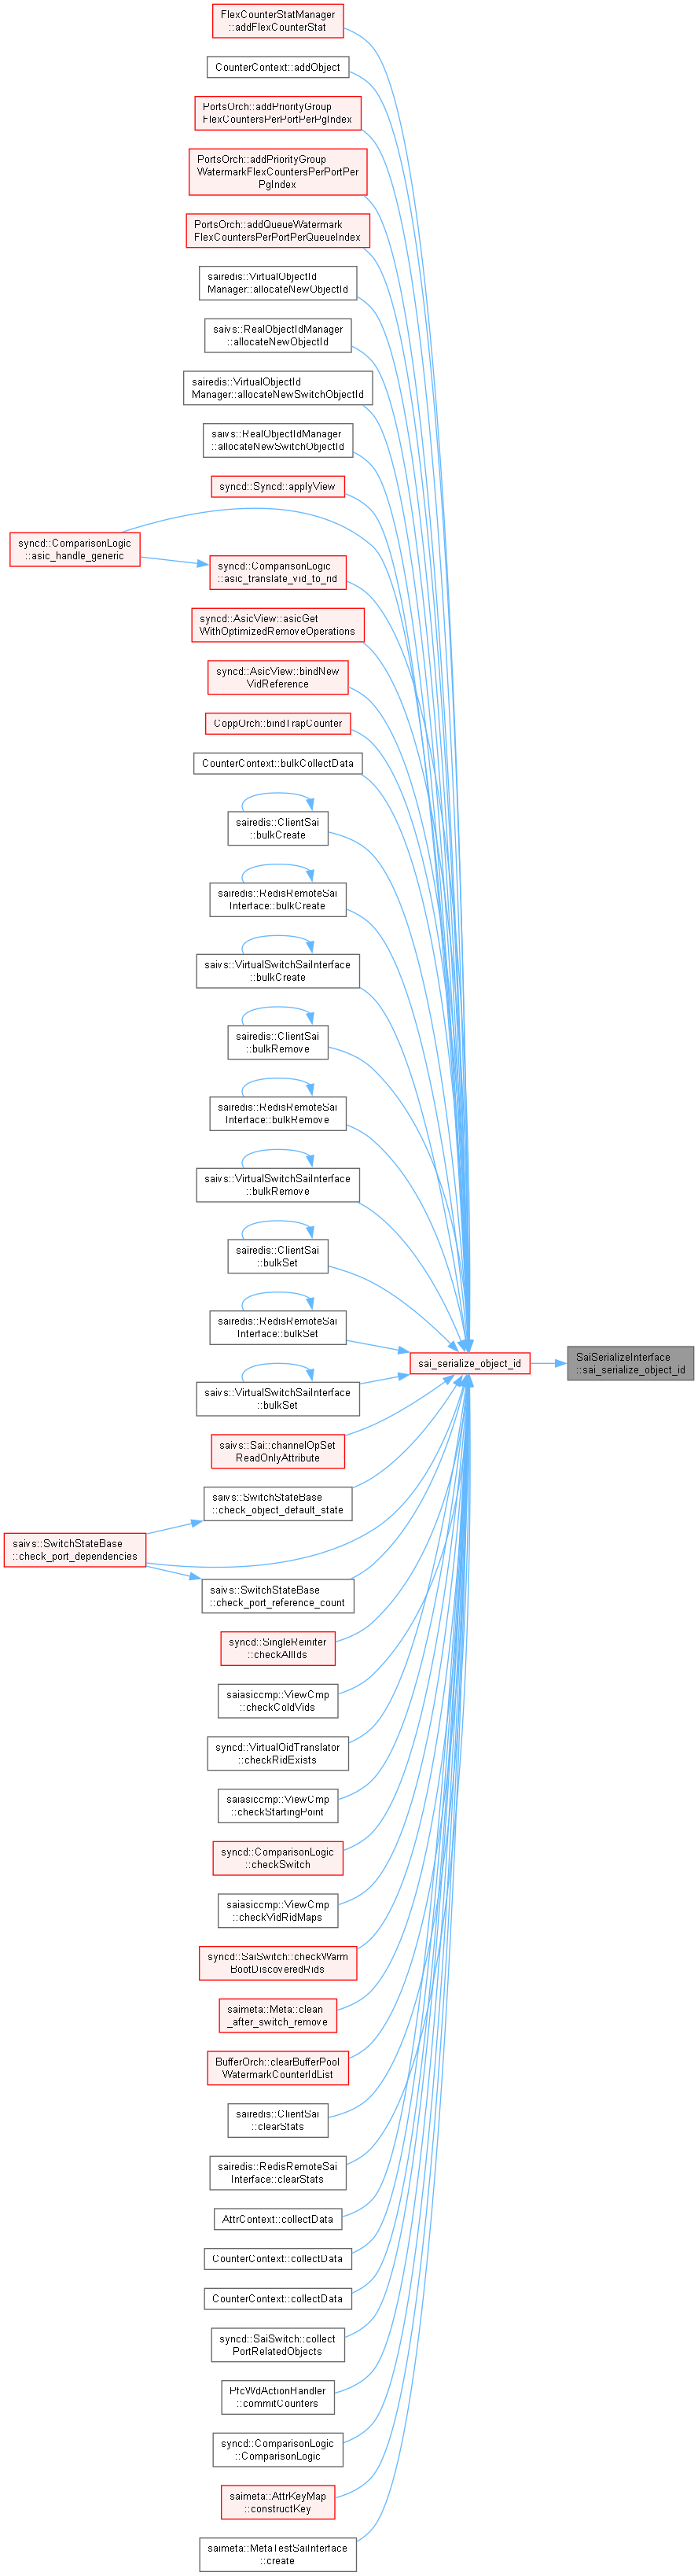 FlexCounterStatManager
::addFlexCounterStat
CounterContext::addObject
PortsOrch::addPriorityGroup
FlexCountersPerPortPerPgIndex
PortsOrch::addPriorityGroup
WatermarkFlexCountersPerPortPer
PgIndex
PortsOrch::addQueueWatermark
FlexCountersPerPortPerQueueIndex
sairedis::VirtualObjectId
Manager::allocateNewObjectId
saivs::RealObjectIdManager
::allocateNewObjectId
sairedis::VirtualObjectId
Manager::allocateNewSwitchObjectId
saivs::RealObjectIdManager
::allocateNewSwitchObjectId
syncd::Syncd::applyView
syncd::ComparisonLogic
::asic_handle_generic
syncd::ComparisonLogic
::asic_translate_vid_to_rid
syncd::AsicView::asicGet
WithOptimizedRemoveOperations
syncd::AsicView::bindNew
VidReference
CoppOrch::bindTrapCounter
CounterContext::bulkCollectData
sairedis::ClientSai
::bulkCreate
sairedis::RedisRemoteSai
Interface::bulkCreate
saivs::VirtualSwitchSaiInterface
::bulkCreate
sairedis::ClientSai
::bulkRemove
sairedis::RedisRemoteSai
Interface::bulkRemove
saivs::VirtualSwitchSaiInterface
::bulkRemove
sairedis::ClientSai
::bulkSet
sairedis::RedisRemoteSai
Interface::bulkSet
sai_serialize_object_id
SaiSerializeInterface
::sai_serialize_object_id
saivs::VirtualSwitchSaiInterface
::bulkSet
saivs::Sai::channelOpSet
ReadOnlyAttribute
saivs::SwitchStateBase
::check_object_default_state
saivs::SwitchStateBase
::check_port_dependencies
saivs::SwitchStateBase
::check_port_reference_count
syncd::SingleReiniter
::checkAllIds
saiasiccmp::ViewCmp
::checkColdVids
syncd::VirtualOidTranslator
::checkRidExists
saiasiccmp::ViewCmp
::checkStartingPoint
syncd::ComparisonLogic
::checkSwitch
saiasiccmp::ViewCmp
::checkVidRidMaps
syncd::SaiSwitch::checkWarm
BootDiscoveredRids
saimeta::Meta::clean
_after_switch_remove
BufferOrch::clearBufferPool
WatermarkCounterIdList
sairedis::ClientSai
::clearStats
sairedis::RedisRemoteSai
Interface::clearStats
AttrContext::collectData
CounterContext::collectData
CounterContext::collectData
syncd::SaiSwitch::collect
PortRelatedObjects
PfcWdActionHandler
::commitCounters
syncd::ComparisonLogic
::ComparisonLogic
saimeta::AttrKeyMap
::constructKey
saimeta::MetaTestSaiInterface
::create